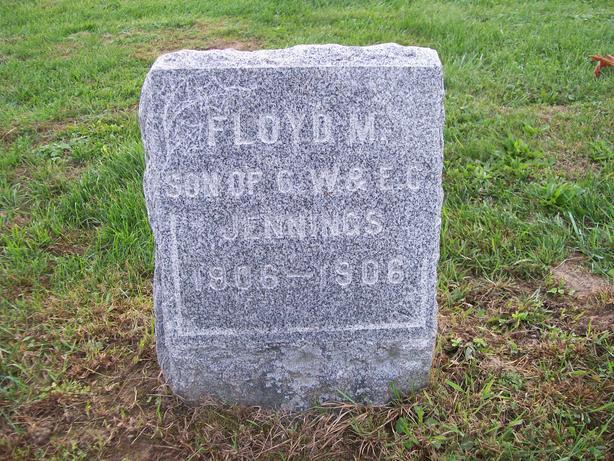 FLOYD M.
SON OF G. W. & E. C.
JENNINGS
1906 – 1906